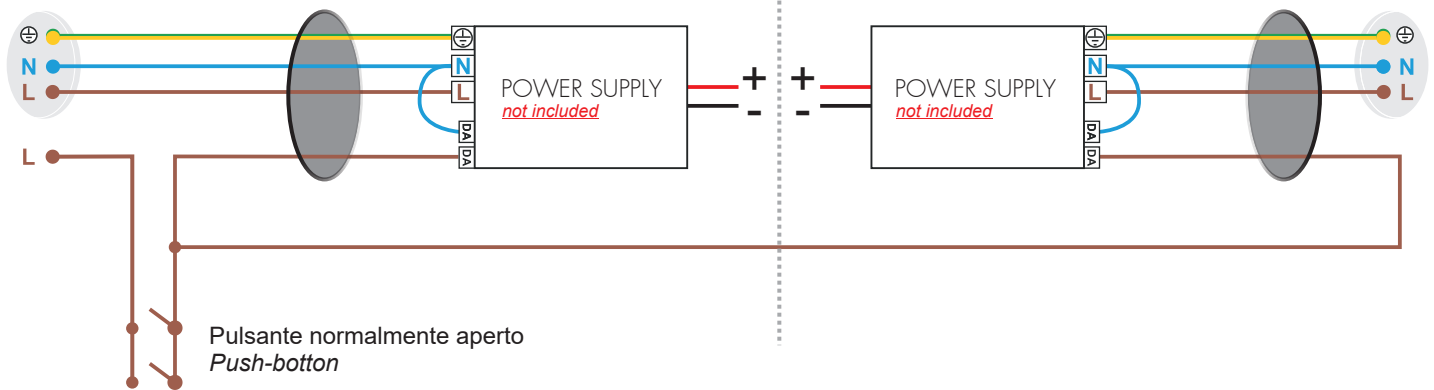 N
L
L
N
L
DA
DA
POWER SUPPLY
not included
+
-
+
-
POWER SUPPLY
not included
N
L
DA
DA
N
L
Pulsante normalmente aperto
Push-botton